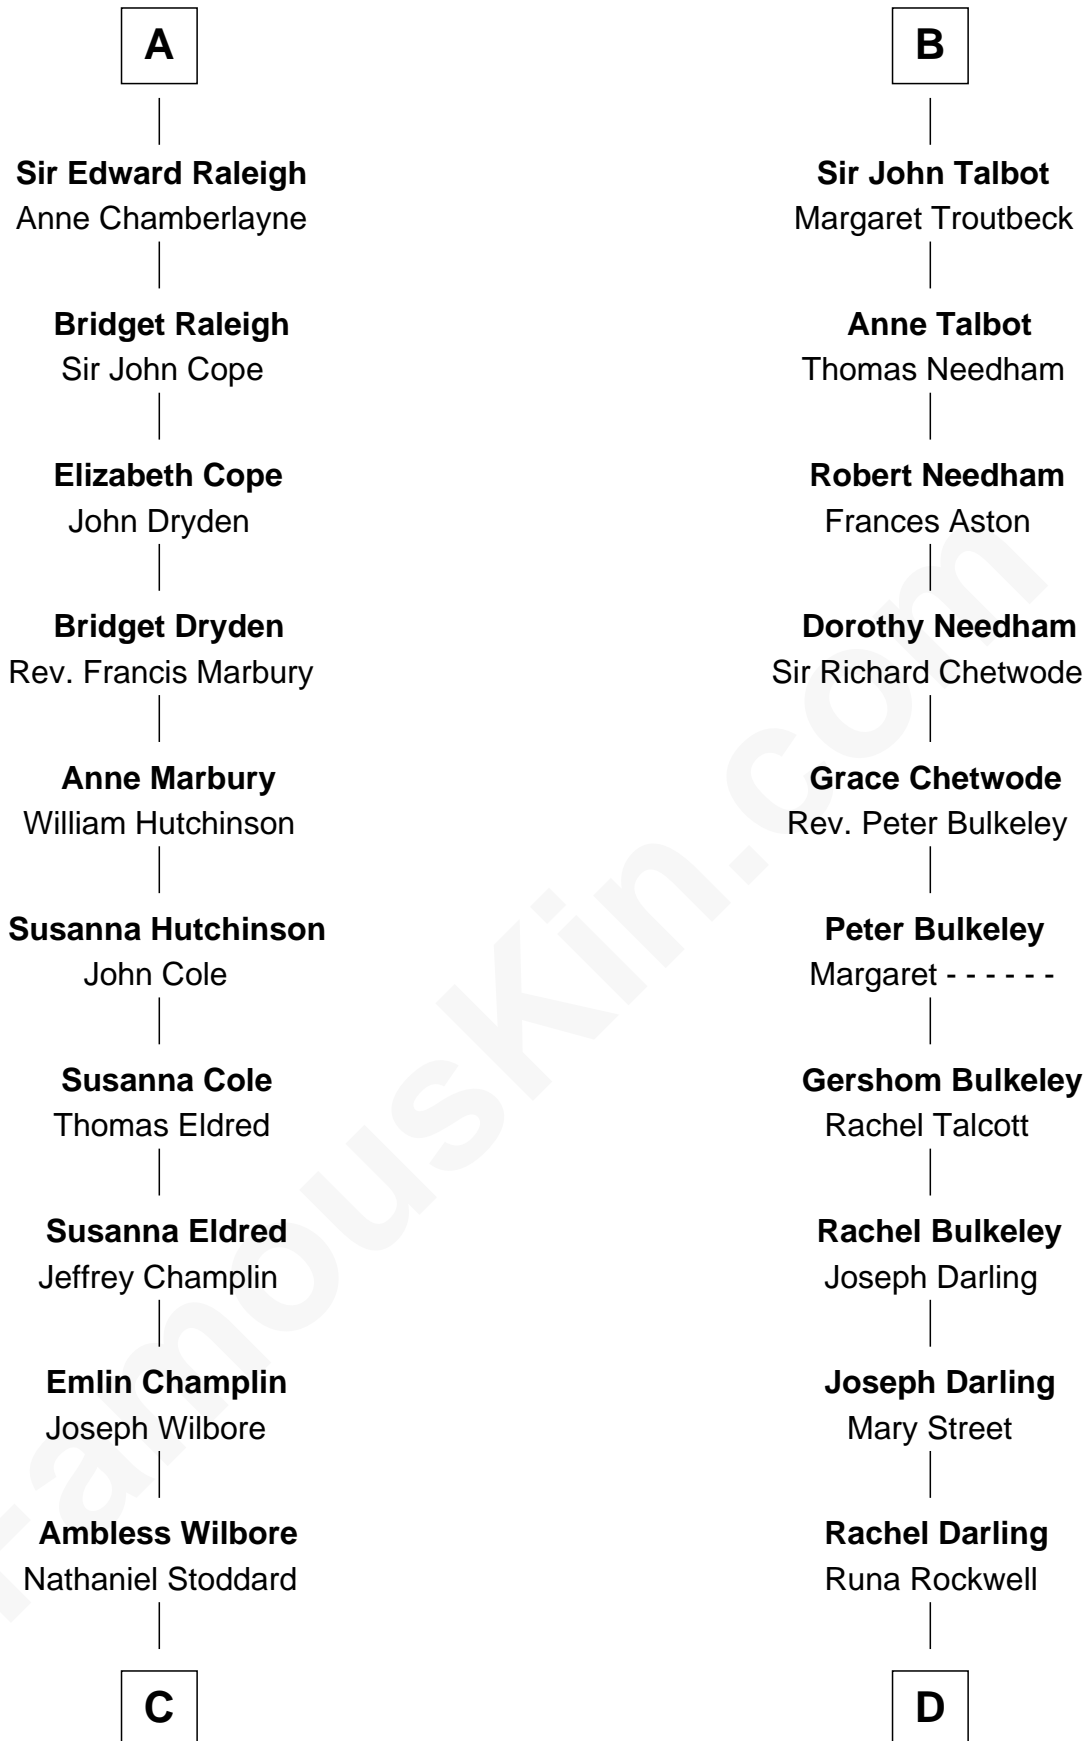 A
Sir Edward Raleigh
Anne Chamberlayne
Bridget Raleigh
Sir John Cope
Elizabeth Cope
John Dryden
Bridget Dryden
Rev. Francis Marbury
Anne Marbury
William Hutchinson
Susanna Hutchinson
John Cole
Susanna Cole
Thomas Eldred
Susanna Eldred
Jeffrey Champlin
Emlin Champlin
Joseph Wilbore
Ambless Wilbore
Nathaniel Stoddard
C
B
Sir John Talbot
Margaret Troutbeck
Anne Talbot
Thomas Needham
Robert Needham
Frances Aston
Dorothy Needham
Sir Richard Chetwode
Grace Chetwode
Rev. Peter Bulkeley
Peter Bulkeley
Margaret - - - - - -
Gershom Bulkeley
Rachel Talcott
Rachel Bulkeley
Joseph Darling
Joseph Darling
Mary Street
Rachel Darling
Runa Rockwell
D
FamousKin.com